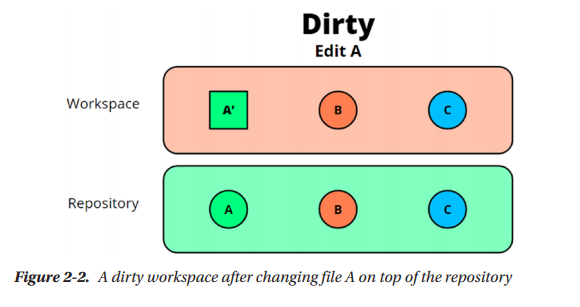 Dirty
Edit A
Workspace
A’
B
C
Repository
A
B
C
Figure 2-2. A dirty workspace after changing file A on top of the repository